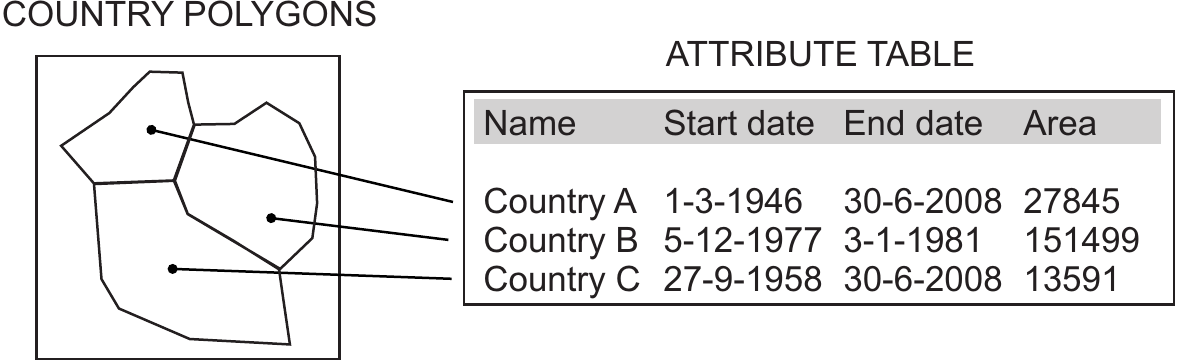 COUNTRY POLYGONS
ATTRIBUTE TABLE
Name Start date End date Area
Country A 1-3-1946 30-6-2008 27845
Country B 5-12-1977 3-1-1981 151499
Country C 27-9-1958 30-6-2008 13591